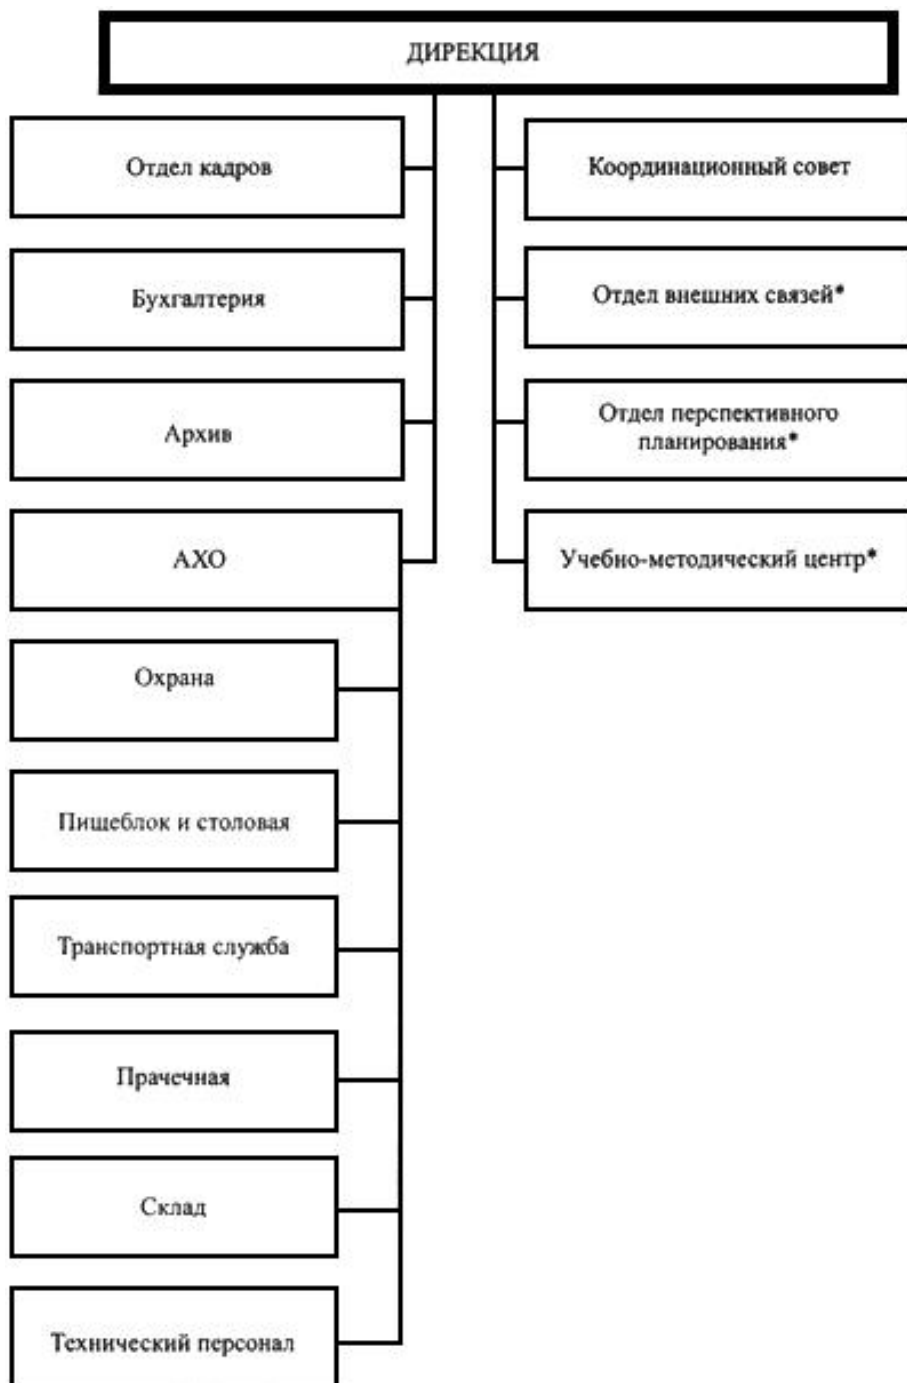 ДИРЕКЦИЯ
Отдел кадров
Координационный совет
Бухгалтерия
Отдел внешних связей*
Архив
Отдел перспективного
планирования*
АХО
Учебно-методический центр*
Охрана
Пищеблок и столовая
Транспортная служба
Прачечная
Склад
Технический персонал